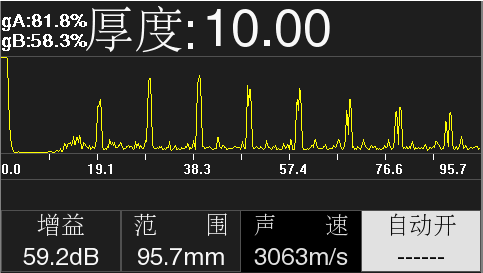 gA:81.8%
gB:58.3%
厚度:10.00
0.0 19.1 38.3 57.4 76.6 95.7
增益 范 围 声 速 自动开
59.2dB 95.7mm 3063m/s ------